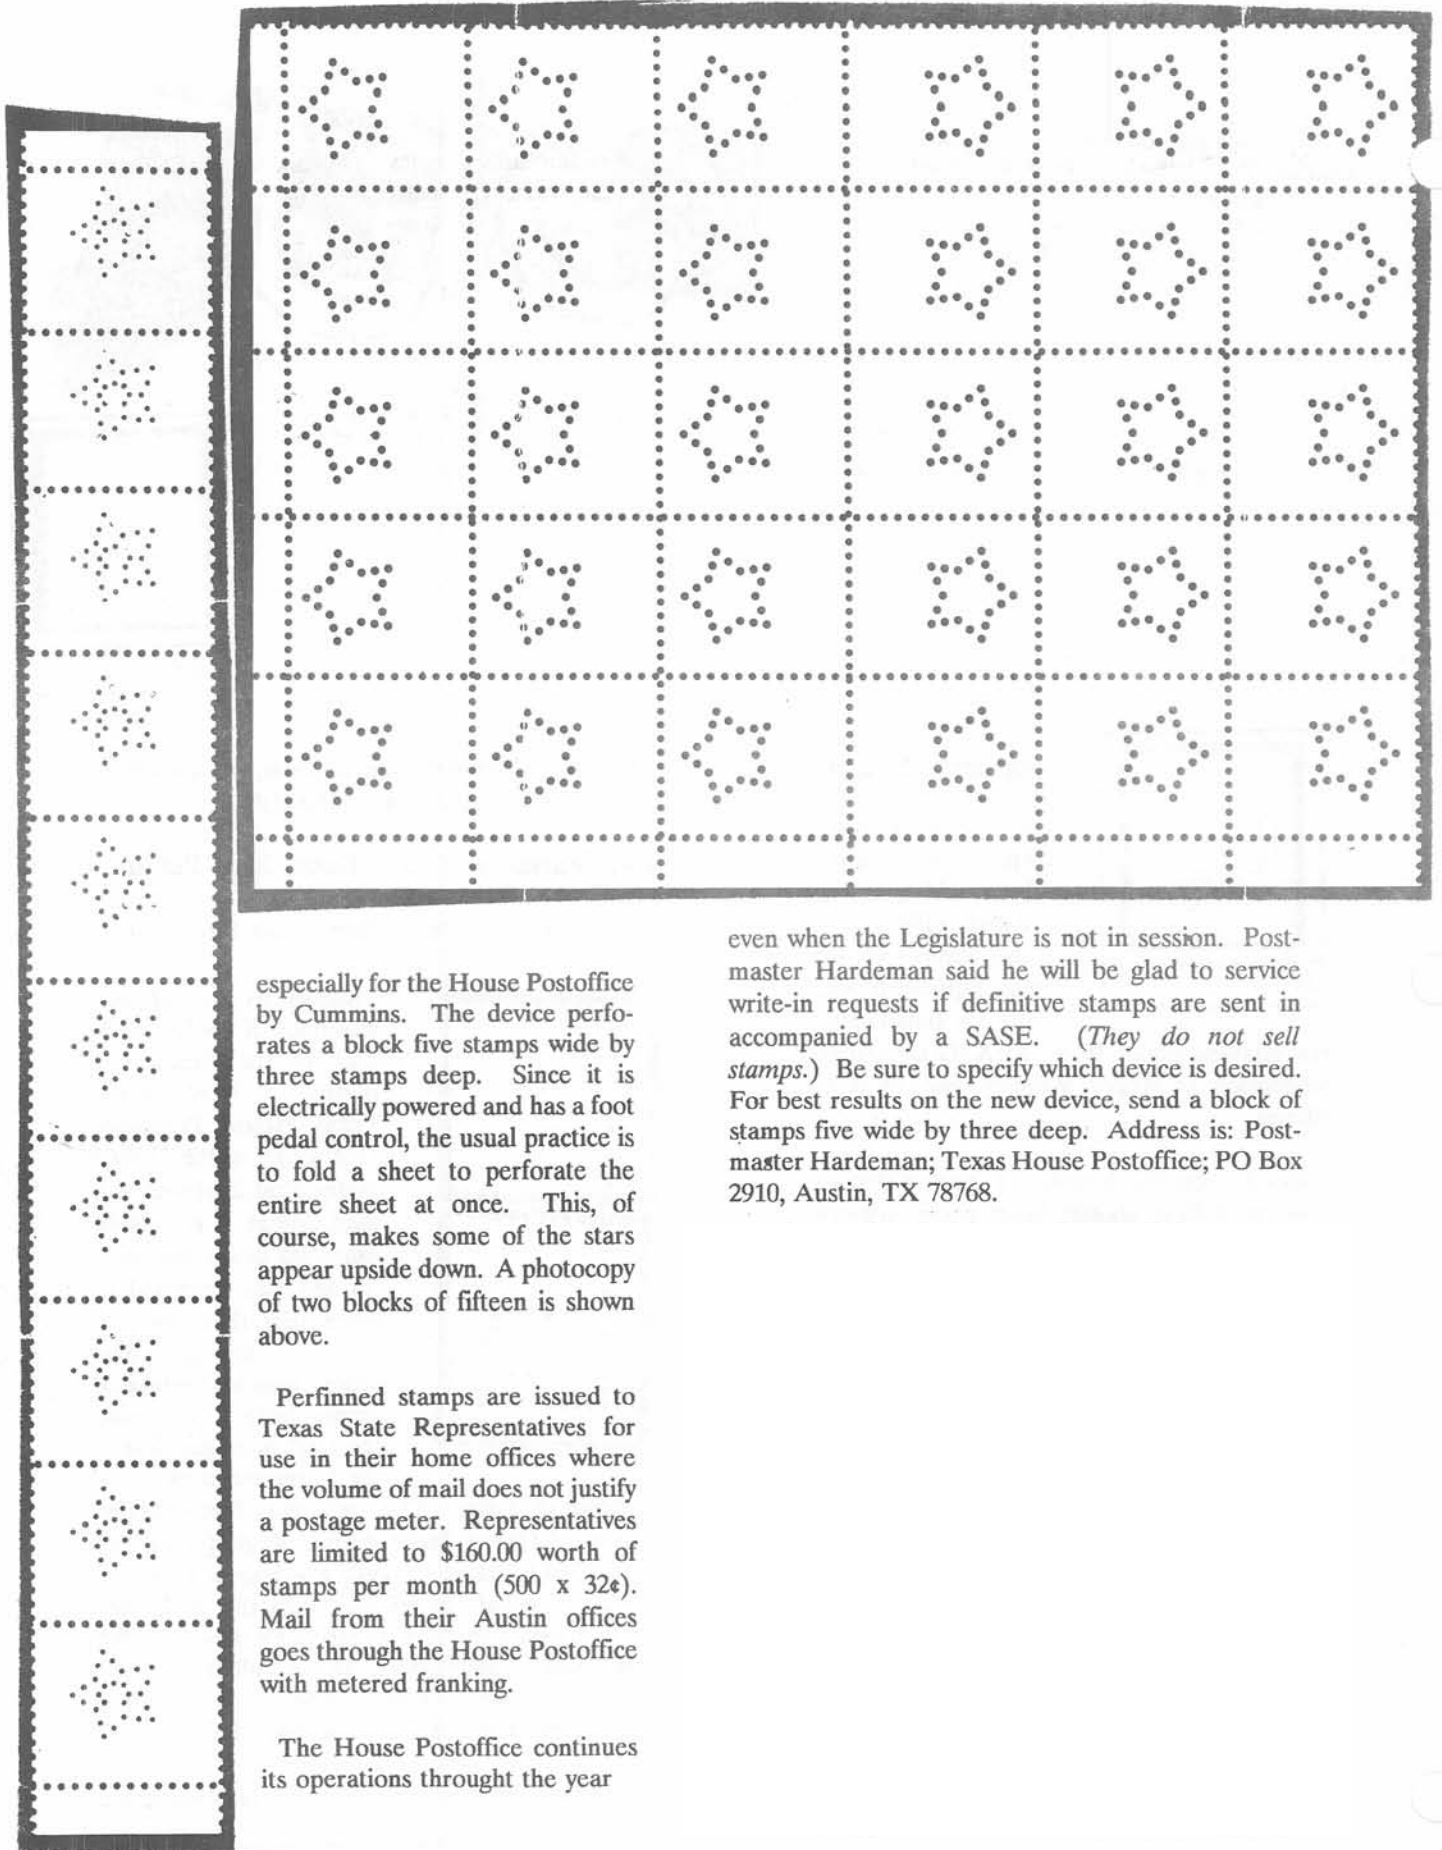 especially for the House Postoffice
by Cummins. The device perfo-
rates a block five stamps wide by
three stamps deep. Since it is
electrically powered and has a foot
pedal control, the usual practice is
to fold a sheet to perforate the
entire sheet at once. This, of
course, makes some of the stars
appear upside down. A photocopy
of two blocks of fifteen is shown
above.
Perfinned stamps are issued to
Texas State Representatives for
use in their home offices where
the volume of mail does not justify
a postage meter. Representatives
are limited to $160.00 worth of
stamps per month (500 x 32¢).
Mail from their Austin offices
goes through the House Postoffice
with metered franking.
The House Postoffice continues
its operations throught the year
even when the Legislature is not in session. Post-
master Hardeman said he will be glad to service
write-in requests if definitive stamps are sent in
accompanied by a SASE. (They do not sell
stamps.) Be sure to specify which device is desired.
For best results on the new device, send a block of
stamps five wide by three deep. Address is: Post-
master Hardeman; Texas House Postoffice; PO Box
2910, Austin, TX 78768.